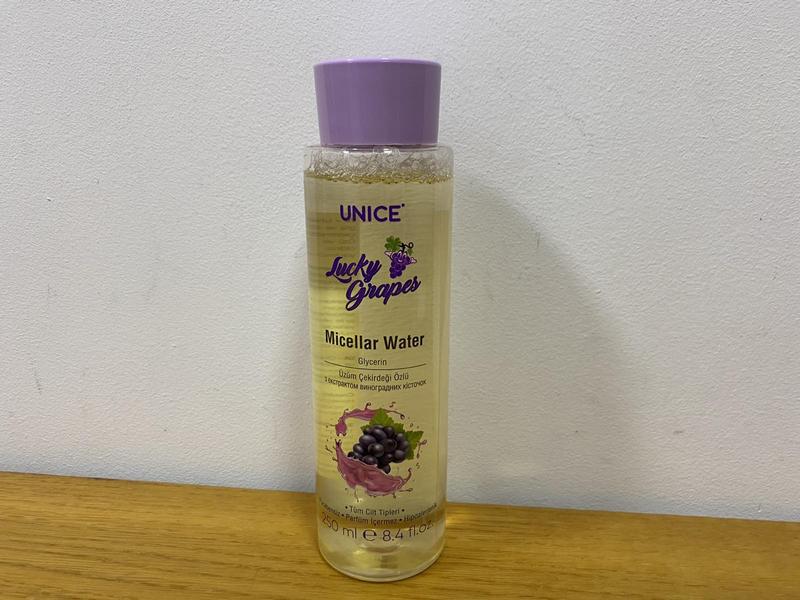 UNICE
Lucky
Grapes
Micellar Water
Glycerin
Üzüm Çekirdeği Özlü
з екстрактом виноградних кісточок
• Tüm Cilt Tipleri •
• Parfüm İçermez •
250 ml ℮ 8.4 fl.oz.